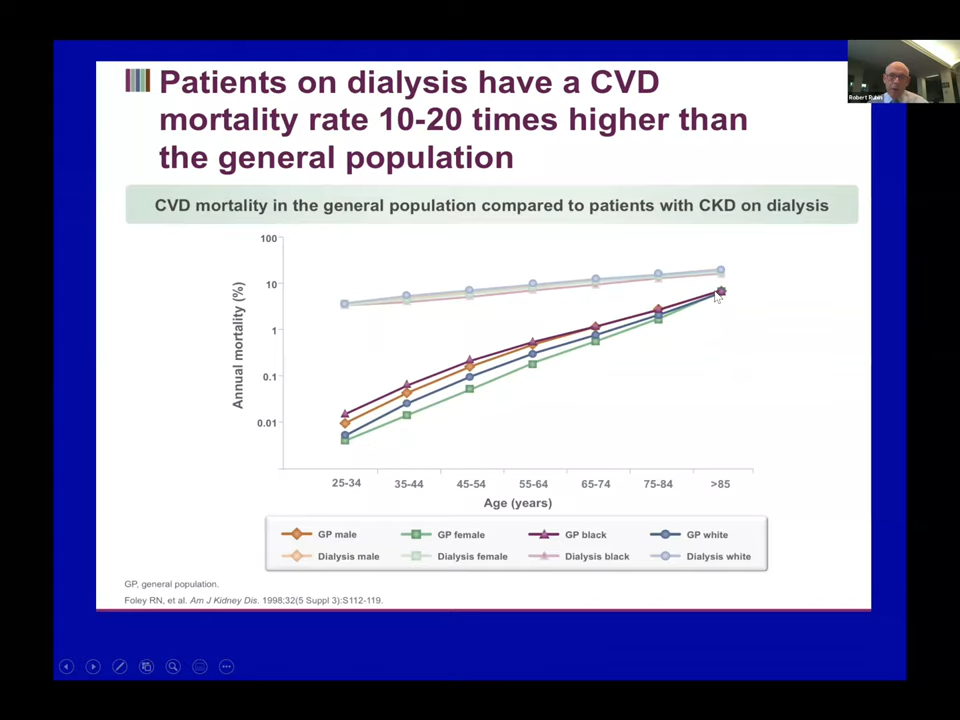 Patients on dialysis have a CVD
mortality rate 10-20 times higher than
the general population
Robert Rubin
CVD mortality in the general population compared to patients with CKD on dialysis
Annual mortality (%)
100
10
1
0.1
0.01
25-34 35-44 45-54 55-64 65-74 75-84 >85
Age (years)
GP male GP female GP black GP white
Dialysis male Dialysis female Dialysis black Dialysis white
GP, general population.
Foley RN, et al. Am J Kidney Dis. 1998;32(5 Suppl 3):S112-119.